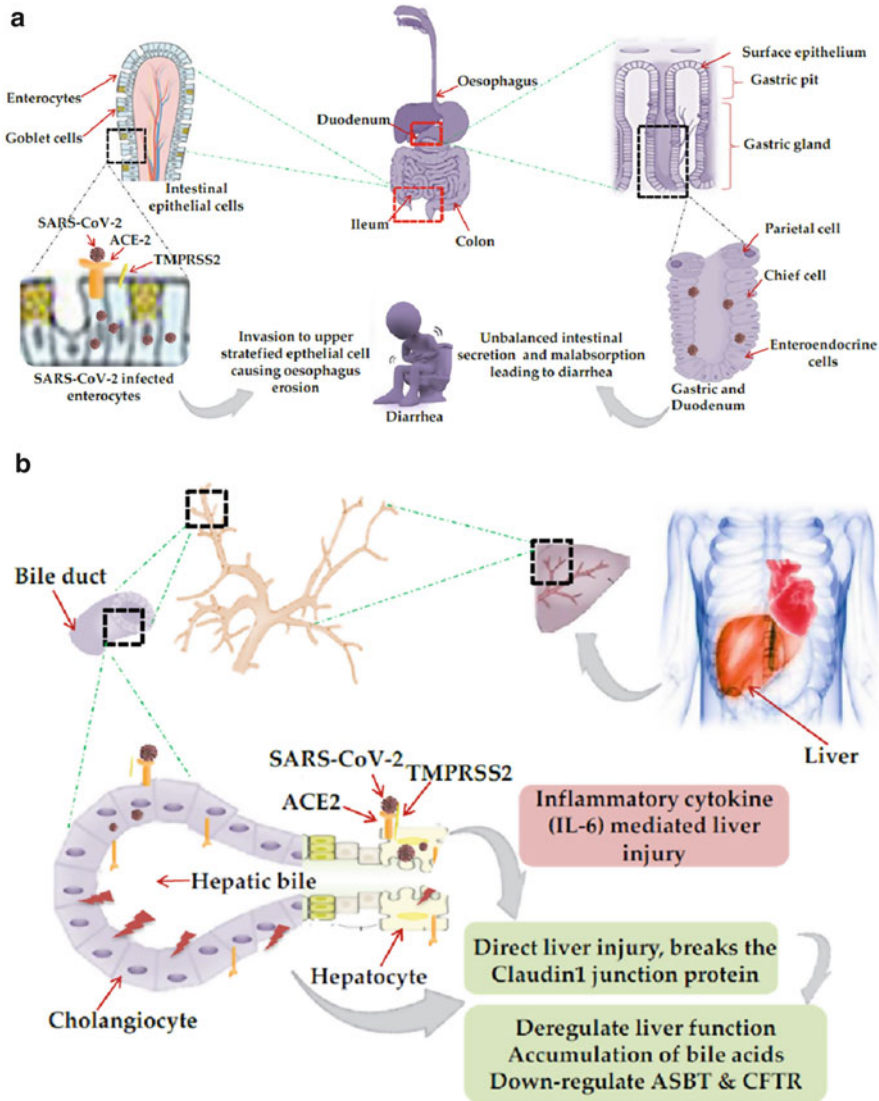 a
Surface epithelium
Gastric pit
Gastric gland
Oesophagus
Duodenum
Ileum
Colon
Enterocytes
Goblet cells
Intestinal
epithelial cells
SARS-CoV-2
ACE-2
TMPRSS2
SARS-CoV-2 infected
enterocytes
Invasion to upper
stratefied epthelial cell
causing oesophagus
erosion
Diarrhea
Unbalanced intestinal
secretion and malabsorption
leading to diarrhea
Parietal cell
Chief cell
Enteroendocrine
cells
Gastric and
Duodenum
b
Bile duct
Liver
SARS-CoV-2
TMPRSS2
ACE2
Hepatic bile
Hepatocyte
Cholangiocyte
Inflammatory cytokine
(IL-6) mediated liver
injury
Direct liver injury, breaks the
Claudin1 junction protein
Deregulate liver function
Accumulation of bile acids
Down-regulate ASBT & CFTR